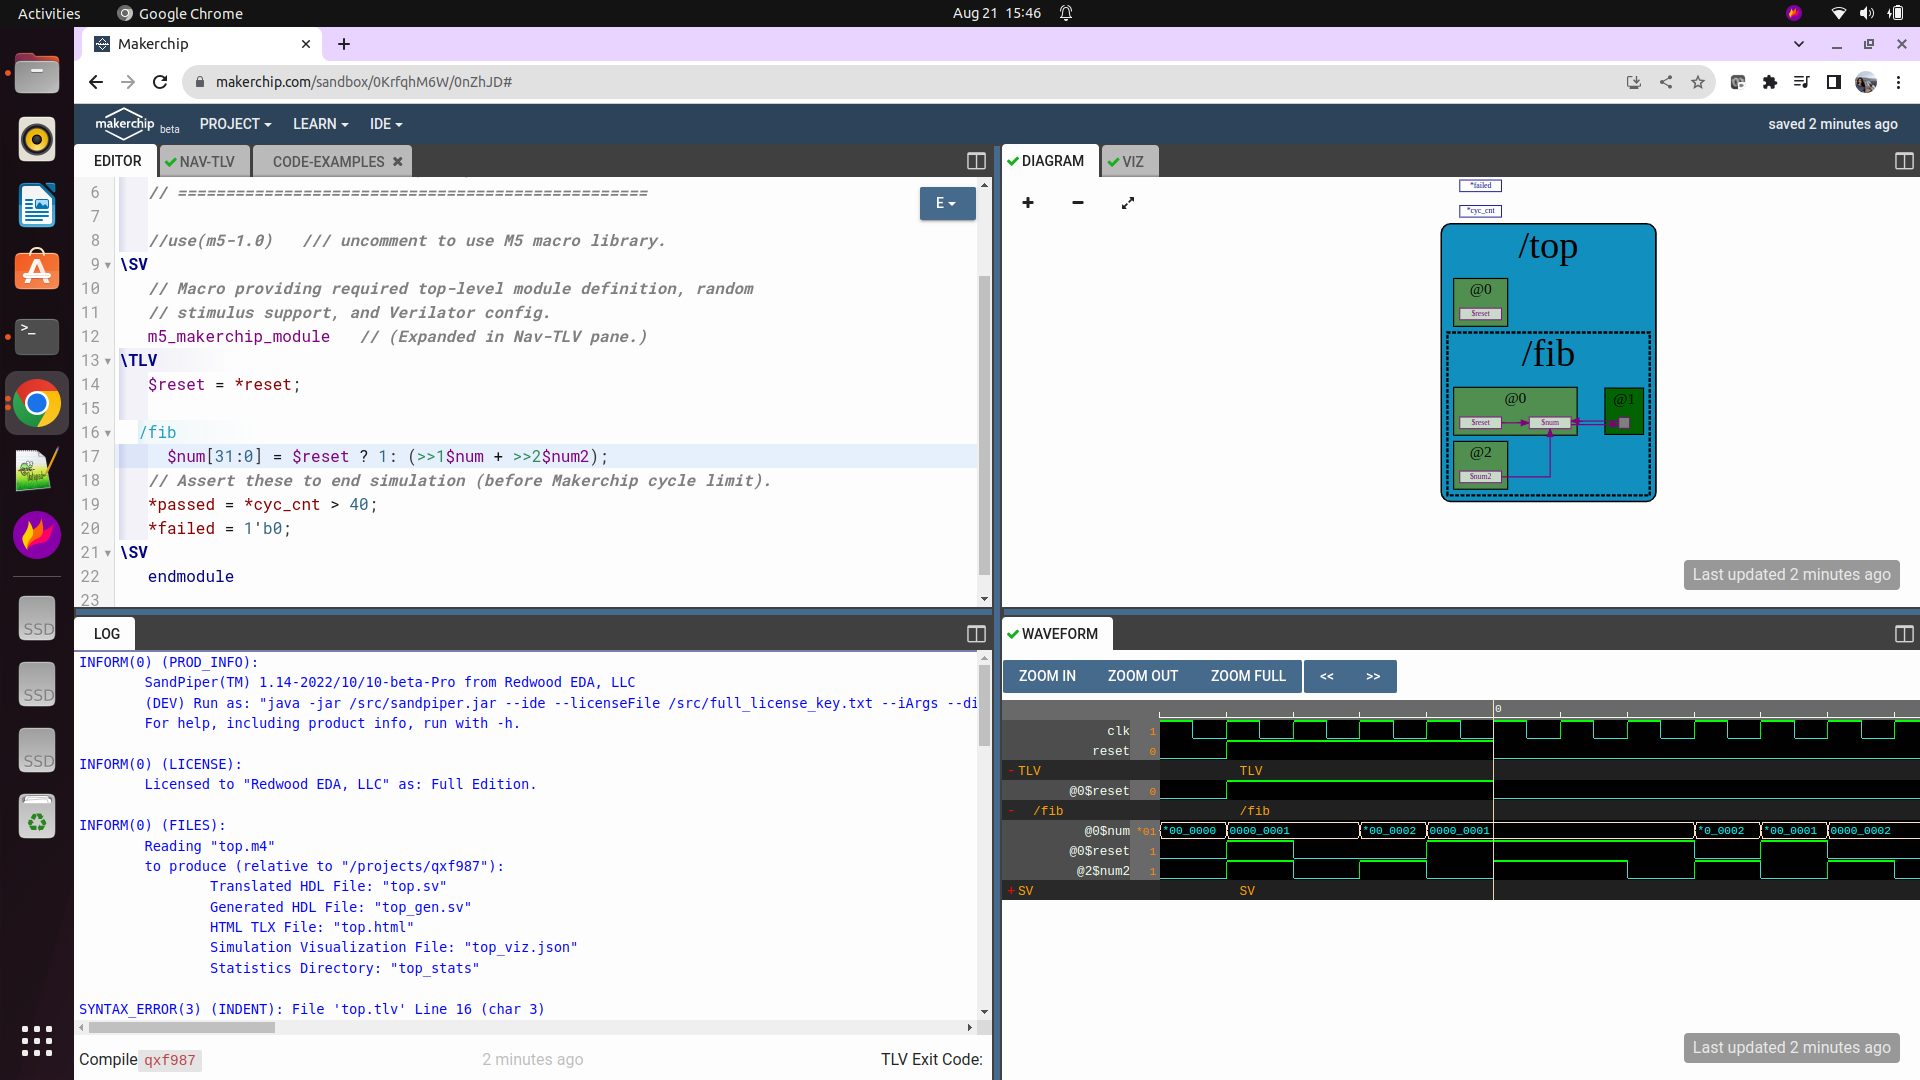 Activities
Google Chrome
Aug 21 15:46
Makerchip
makerchip.com/sandbox/0KrfqhM6W/0nZhJD#
makerchip beta
PROJECT
LEARN
IDE
saved 2 minutes ago
EDITOR
NAV-TLV
CODE-EXAMPLES
E
6 // =================================================
7
8 //use(m5-1.0) /// uncomment to use M5 macro library.
9 \SV
10 // Macro providing required top-level module definition, random
11 // stimulus support, and Verilator config.
12 m5_makerchip_module // (Expanded in Nav-TLV pane.)
13 \TLV
14 $reset = *reset;
15
16 /fib
17 $num[31:0] = $reset ? 1: (>>1$num + >>2$num2);
18 // Assert these to end simulation (before Makerchip cycle limit).
19 *passed = *cyc_cnt > 40;
20 *failed = 1'b0;
21 \SV
22 endmodule
23
DIAGRAM
VIZ
*failed
*cyc_cnt
/top
@0
$reset
/fib
@0
$reset
$num
@1
@2
$num2
Last updated 2 minutes ago
LOG
INFORM(0) (PROD_INFO):
SandPiper(TM) 1.14-2022/10/10-beta-Pro from Redwood EDA, LLC
(DEV) Run as: "java -jar /src/sandpiper.jar --ide --licenseFile /src/full_license_key.txt --iArgs --di
For help, including product info, run with -h.
INFORM(0) (LICENSE):
Licensed to "Redwood EDA, LLC" as: Full Edition.
INFORM(0) (FILES):
Reading "top.m4"
to produce (relative to "/projects/qxf987"):
Translated HDL File: "top.sv"
Generated HDL File: "top_gen.sv"
HTML TLX File: "top.html"
Simulation Visualization File: "top_viz.json"
Statistics Directory: "top_stats"
SYNTAX_ERROR(3) (INDENT): File 'top.tlv' Line 16 (char 3)
Compile qxf987
2 minutes ago
TLV Exit Code:
WAVEFORM
ZOOM IN
ZOOM OUT
ZOOM FULL
<<
>>
0
clk 1
reset 0
- TLV TLV
@0$reset 0
- /fib /fib
@0$num *01 *00_0000 0000_0001 *00_0002 0000_0001 *0_0002 *00_0001 0000_0002
@0$reset 1
@2$num2 1
+ SV SV
Last updated 2 minutes ago
SSD
SSD
SSD